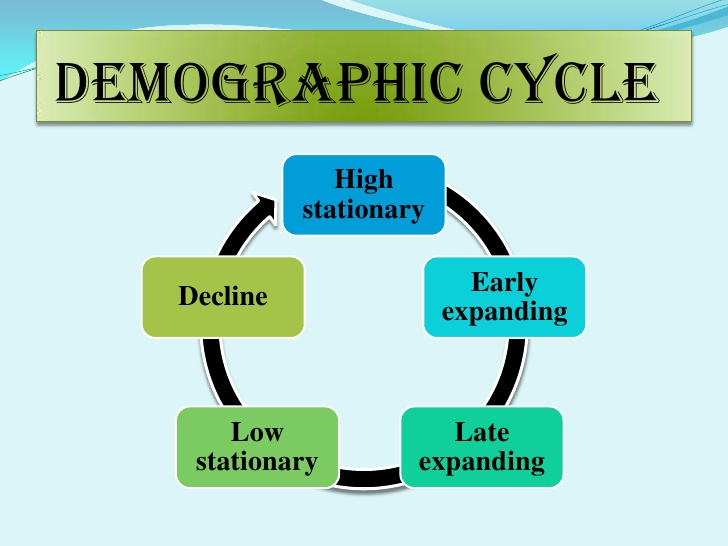 DEMOGRAPHIC CYCLE
High
stationary
Early
expanding
Late
expanding
Low
stationary
Decline